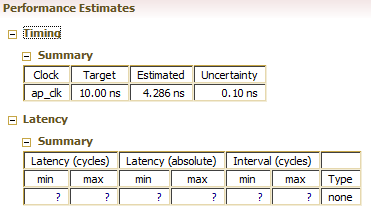 Performance Estimates
Timing
Summary
Clock Target Estimated Uncertainty
ap_clk 10.00 ns 4.286 ns 0.10 ns
Latency
Summary
Latency (cycles) Latency (absolute) Interval (cycles)
min max min max min max Type
? ? ? ? ? ? none